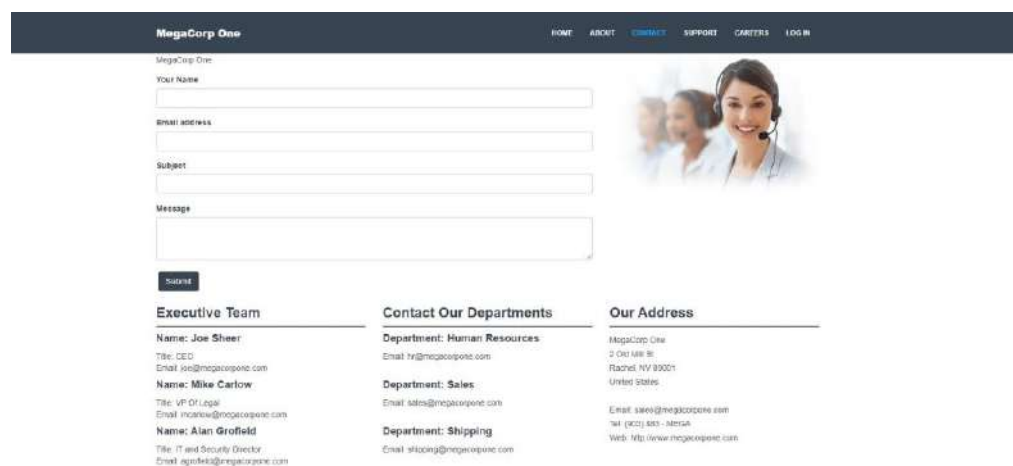 MegaCorp One
HOME ABOUT CONTACT SUPPORT CAREERS LOG IN
MegaCorp One
Your Name
Email address
Subject
Message
Submit
Executive Team
Name: Joe Sheer
Title: CEO
Email: joe@megacorpone.com
Name: Mike Carlow
Title: VP Of Legal
Email: mcarlow@megacorpone.com
Name: Alan Grofield
Title: IT and Security Director
Email: agrofield@megacorpone.com
Contact Our Departments
Department: Human Resources
Email: hr@megacorpone.com
Department: Sales
Email: sales@megacorpone.com
Department: Shipping
Email: shipping@megacorpone.com
Our Address
MegaCorp One
2 Old Mill St
Rachel, NV 89001
United States
Email: sales@megacorpone.com
Tel: (903) 883 - MEGA
Web: http://www.megacorpone.com